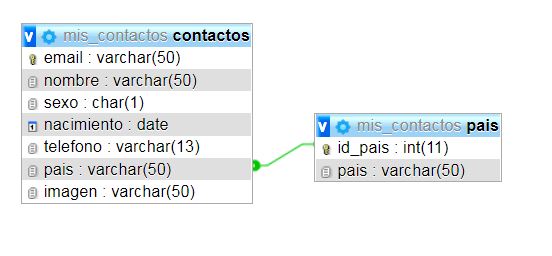 mis_contactos contactos
email : varchar(50)
nombre : varchar(50)
sexo : char(1)
nacimiento : date
telefono : varchar(13)
pais : varchar(50)
imagen : varchar(50)
mis_contactos pais
id_pais : int(11)
pais : varchar(50)